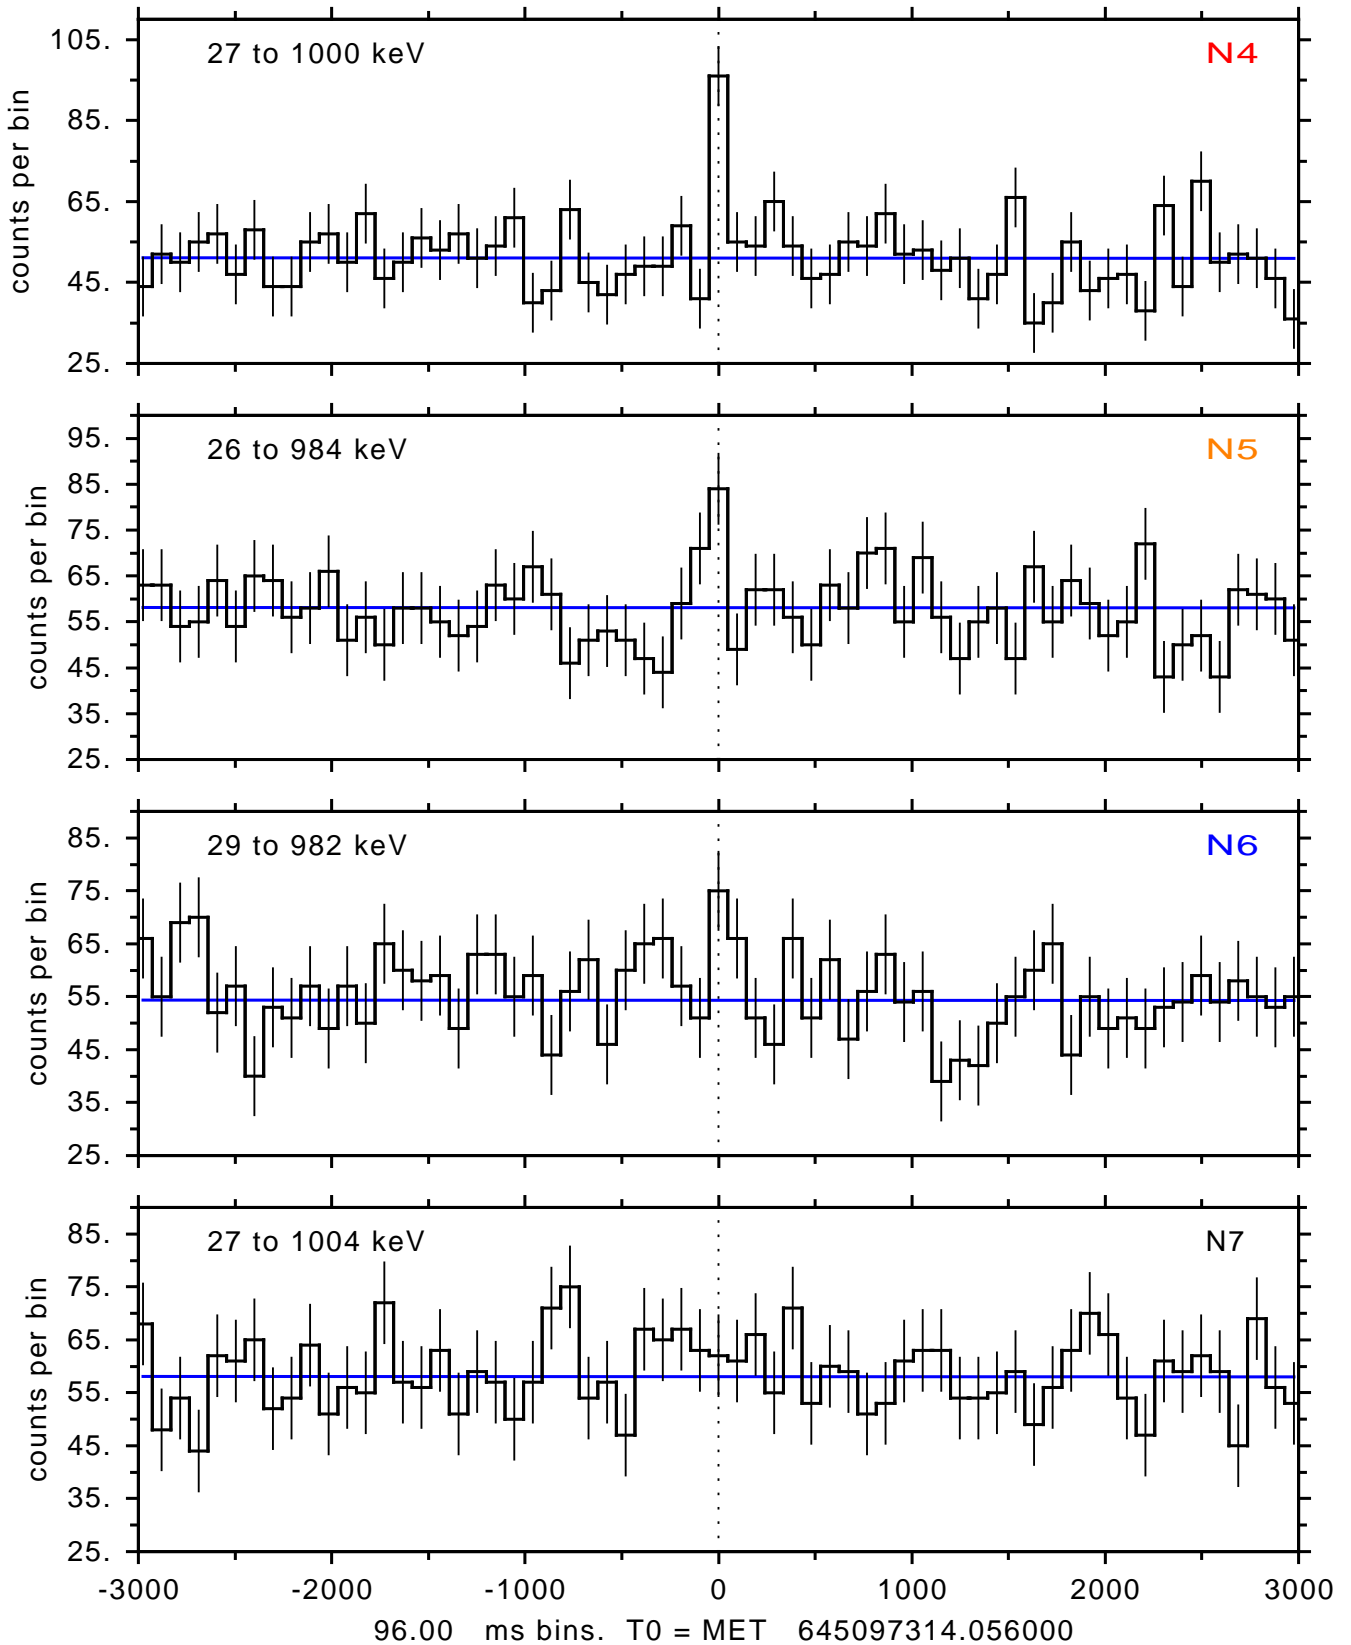 27 to 1000 keV N4
105.
85.
65.
45.
25.
counts per bin
26 to 984 keV N5
95.
85.
75.
65.
55.
45.
35.
25.
counts per bin
29 to 982 keV N6
85.
75.
65.
55.
45.
35.
25.
counts per bin
27 to 1004 keV N7
85.
75.
65.
55.
45.
35.
25.
counts per bin
-3000 -2000 -1000 0 1000 2000 3000
96.00 ms bins. T0 = MET 645097314.056000